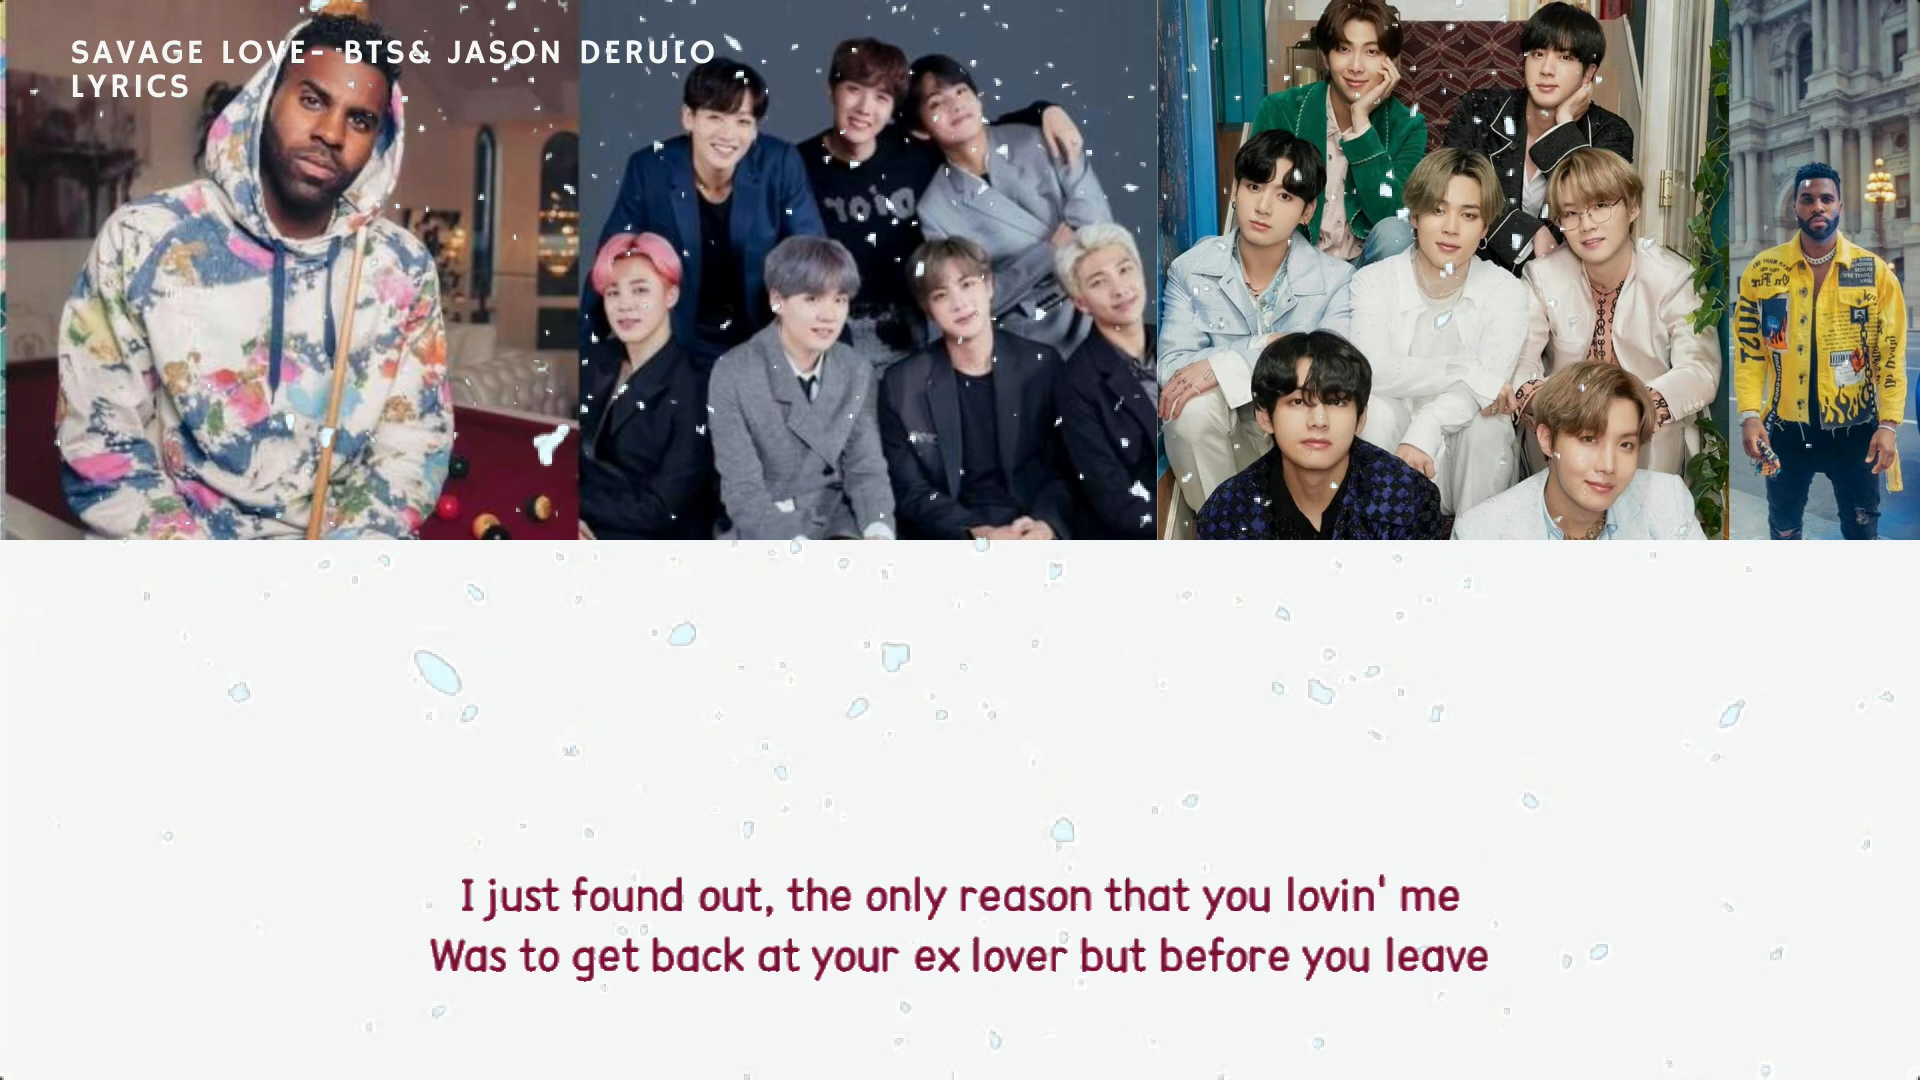 SAVAGE LOVE- BTS& JASON DERULO
LYRICS
I just found out, the only reason that you lovin' me
Was to get back at your ex lover but before you leave